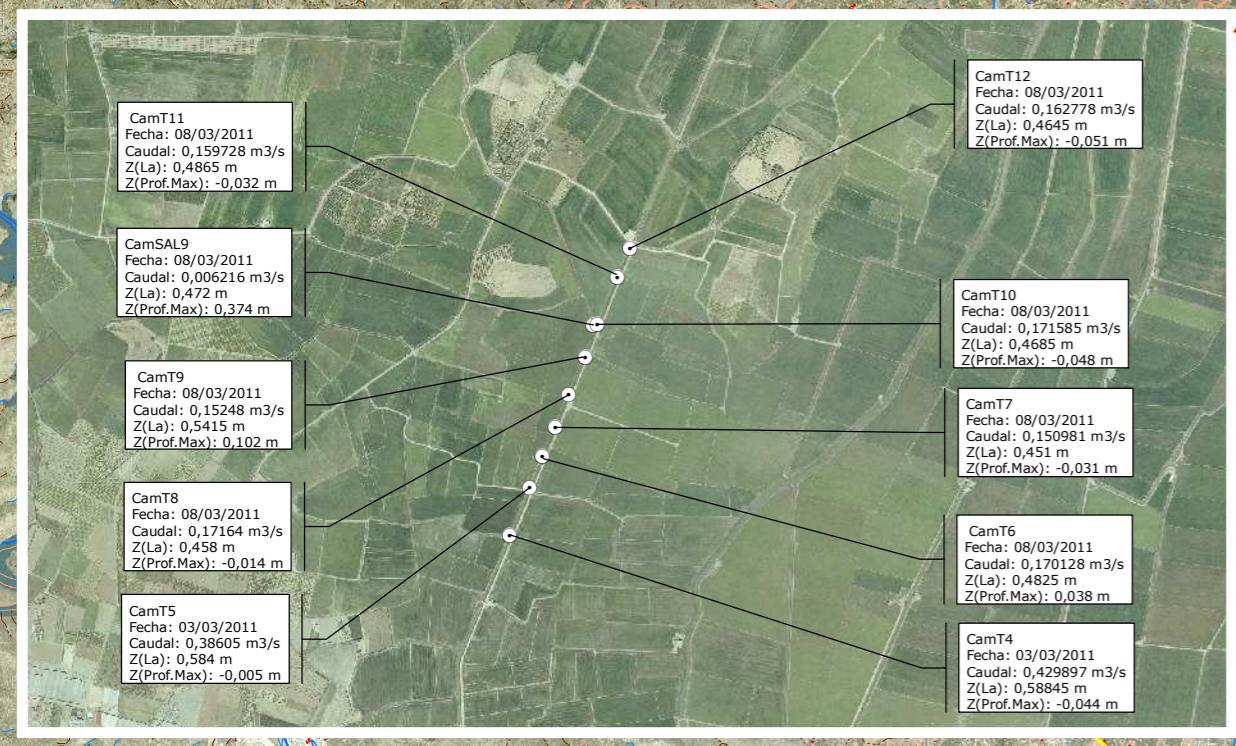 CamT11
Fecha: 08/03/2011
Caudal: 0,159728 m3/s
Z(La): 0,4865 m
Z(Prof.Max): -0,032 m
CamSAL9
Fecha: 08/03/2011
Caudal: 0,006216 m3/s
Z(La): 0,472 m
Z(Prof.Max): 0,374 m
CamT9
Fecha: 08/03/2011
Caudal: 0,15248 m3/s
Z(La): 0,5415 m
Z(Prof.Max): 0,102 m
CamT8
Fecha: 08/03/2011
Caudal: 0,17164 m3/s
Z(La): 0,458 m
Z(Prof.Max): -0,014 m
CamT5
Fecha: 03/03/2011
Caudal: 0,38605 m3/s
Z(La): 0,584 m
Z(Prof.Max): -0,005 m
CamT12
Fecha: 08/03/2011
Caudal: 0,162778 m3/s
Z(La): 0,4645 m
Z(Prof.Max): -0,051 m
CamT10
Fecha: 08/03/2011
Caudal: 0,171585 m3/s
Z(La): 0,4685 m
Z(Prof.Max): -0,048 m
CamT7
Fecha: 08/03/2011
Caudal: 0,150981 m3/s
Z(La): 0,451 m
Z(Prof.Max): -0,031 m
CamT6
Fecha: 08/03/2011
Caudal: 0,170128 m3/s
Z(La): 0,4825 m
Z(Prof.Max): 0,038 m
CamT4
Fecha: 03/03/2011
Caudal: 0,429897 m3/s
Z(La): 0,58845 m
Z(Prof.Max): -0,044 m